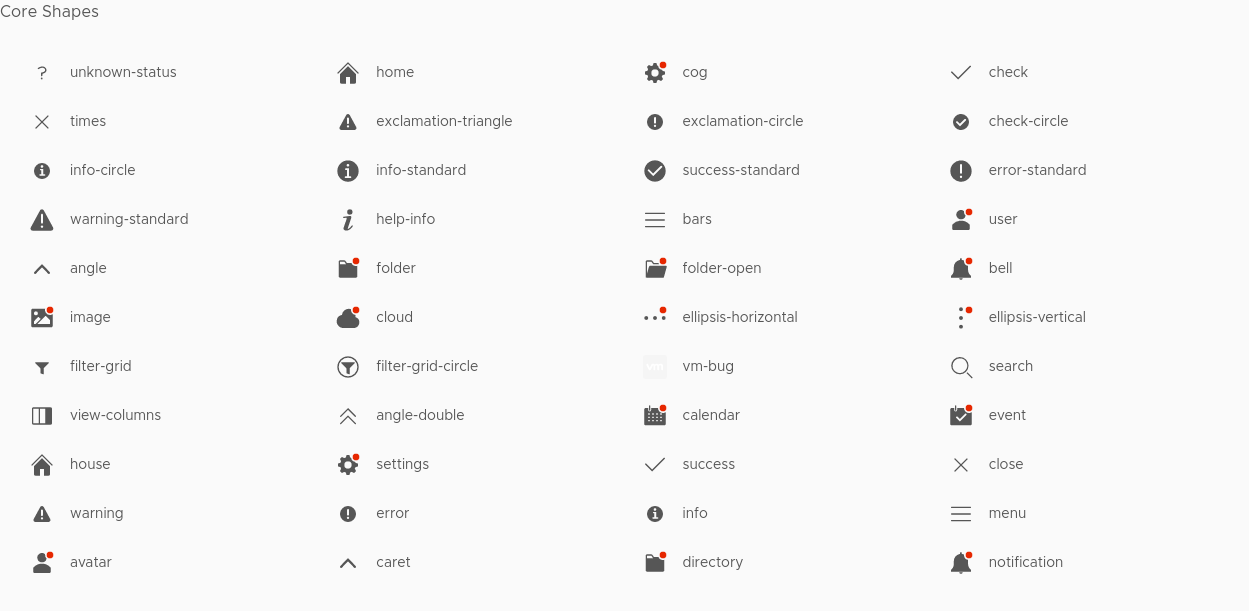 Core Shapes
unknown-status home cog check
times exclamation-triangle exclamation-circle check-circle
info-circle info-standard success-standard error-standard
warning-standard help-info bars user
angle folder folder-open bell
image cloud ellipsis-horizontal ellipsis-vertical
filter-grid filter-grid-circle vm vm-bug search
view-columns angle-double calendar event
house settings success close
warning error info menu
avatar caret directory notification